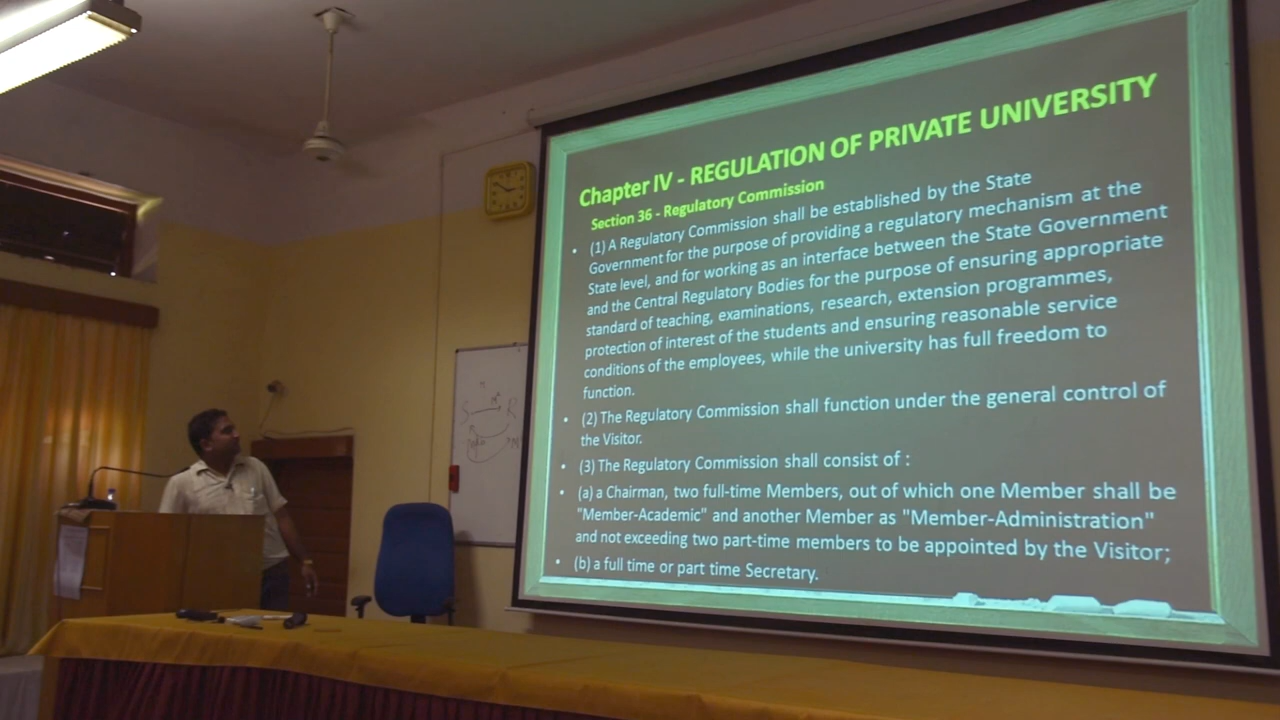 Chapter IV - REGULATION OF PRIVATE UNIVERSITY
Section 36 - Regulatory Commission
• (1) A Regulatory Commission shall be established by the State
Government for the purpose of providing a regulatory mechanism at the
State level, and for working as an interface between the State Government
and the Central Regulatory Bodies for the purpose of ensuring appropriate
standard of teaching, examinations, research, extension programmes,
protection of interest of the students and ensuring reasonable service
conditions of the employees, while the university has full freedom to
function.
• (2) The Regulatory Commission shall function under the general control of
the Visitor.
• (3) The Regulatory Commission shall consist of :
• (a) a Chairman, two full-time Members, out of which one Member shall be
"Member-Academic" and another Member as "Member-Administration"
and not exceeding two part-time members to be appointed by the Visitor;
• (b) a full time or part time Secretary.